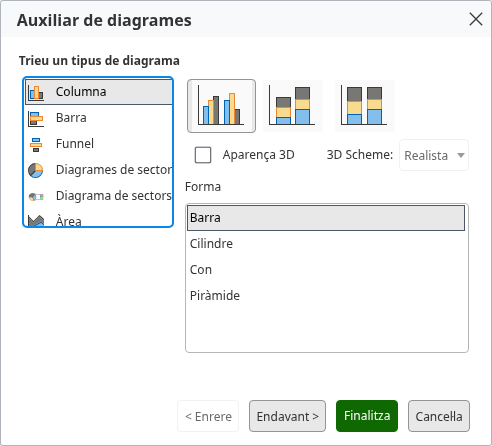 Auxiliar de diagrames
Trieu un tipus de diagrama
Columna
Barra
Funnel
Diagrames de sector
Diagrama de sectors
Àrea
Aparença 3D
3D Scheme:
Realista
Forma
Barra
Cilindre
Con
Piràmide
< Enrere
Endavant >
Finalitza
Cancel·la